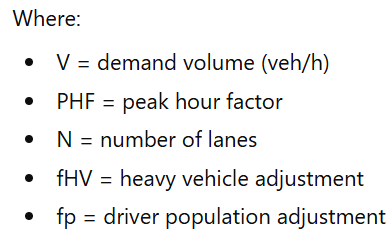 Where:
• V = demand volume (veh/h)
• PHF = peak hour factor
• N = number of lanes
• fHV = heavy vehicle adjustment
• fp = driver population adjustment